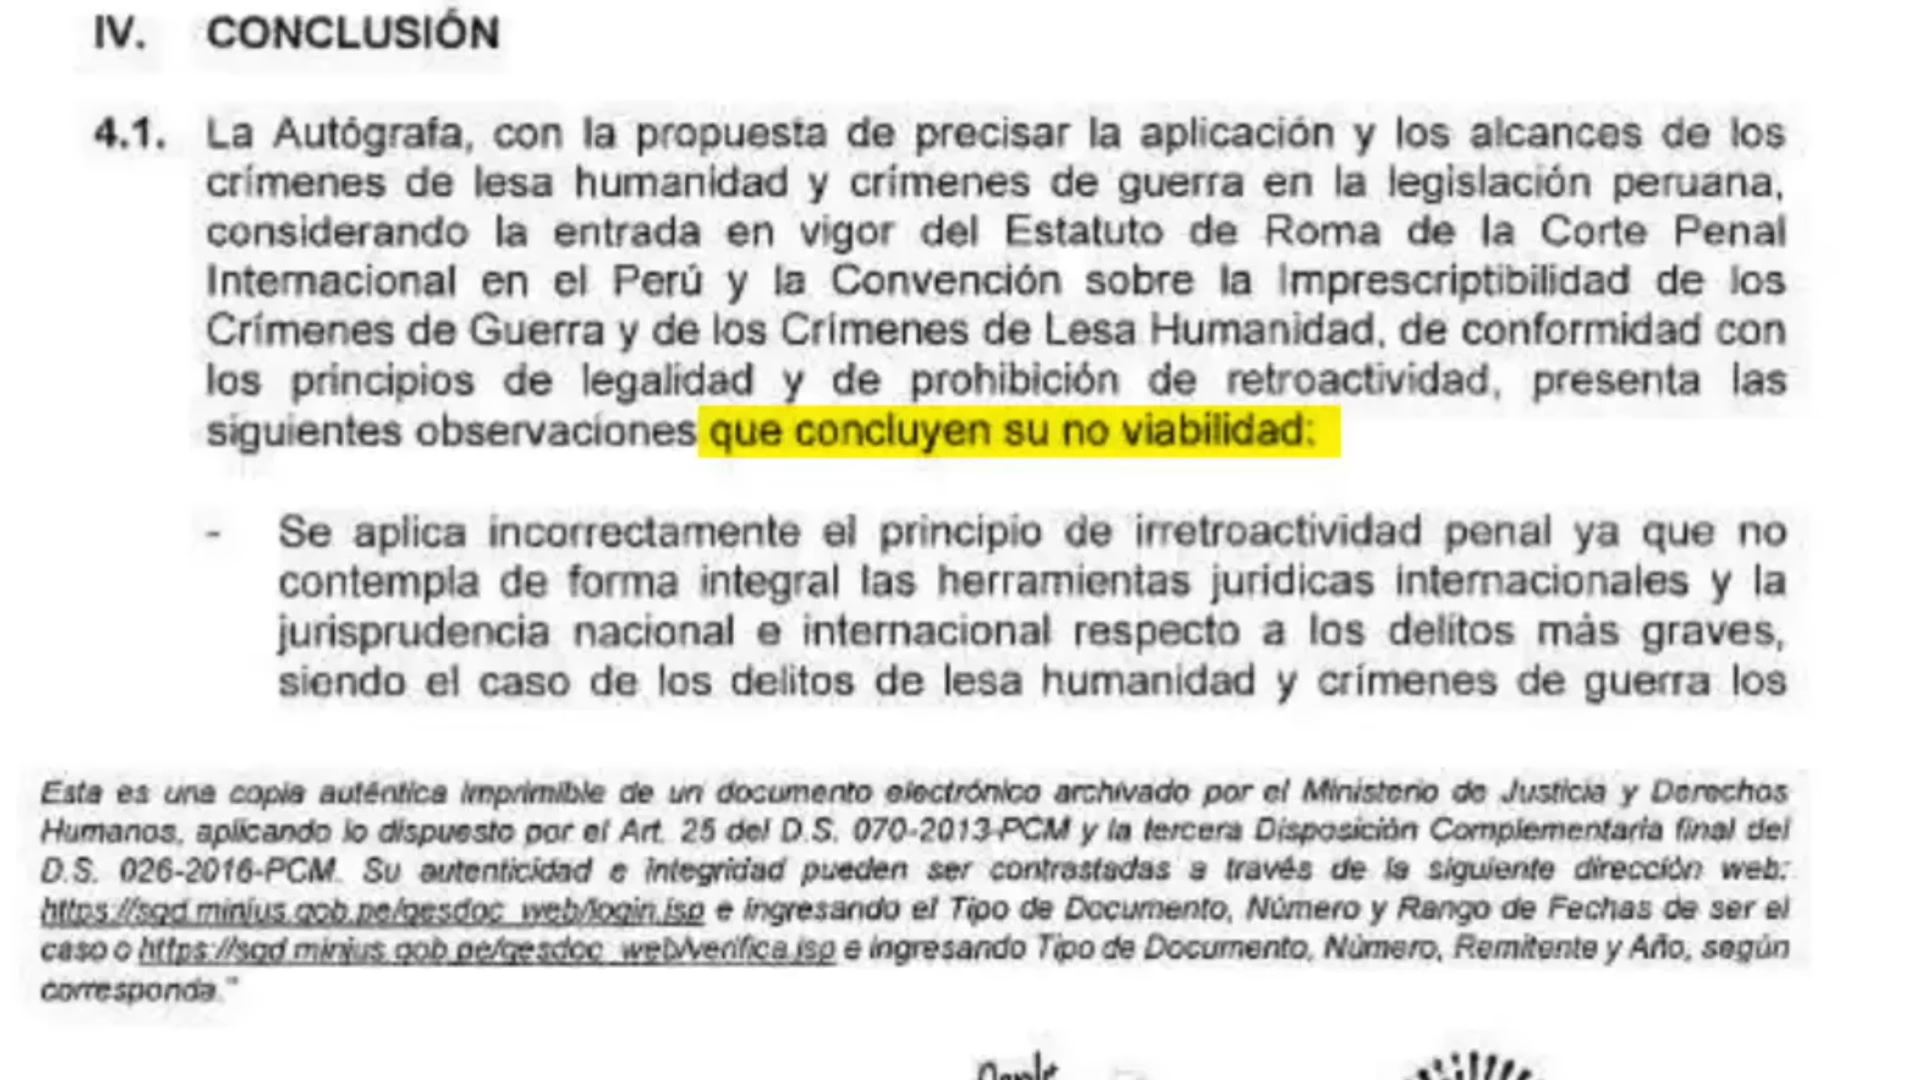 IV. CONCLUSIÓN
4.1. La Autógrafa, con la propuesta de precisar la aplicación y los alcances de los
crímenes de lesa humanidad y crímenes de guerra en la legislación peruana,
considerando la entrada en vigor del Estatuto de Roma de la Corte Penal
Internacional en el Perú y la Convención sobre la Imprescriptibilidad de los
Crímenes de Guerra y de los Crímenes de Lesa Humanidad, de conformidad con
los principios de legalidad y de prohibición de retroactividad, presenta las
siguientes observaciones que concluyen su no viabilidad:
- Se aplica incorrectamente el principio de irretroactividad penal ya que no
contempla de forma integral las herramientas jurídicas internacionales y la
jurisprudencia nacional e internacional respecto a los delitos más graves,
siendo el caso de los delitos de lesa humanidad y crímenes de guerra los
Esta es una copia auténtica imprimible de un documento electrónico archivado por el Ministerio de Justicia y Derechos
Humanos, aplicando lo dispuesto por el Art. 25 del D.S. 070-2013-PCM y la tercera Disposición Complementaria final del
D.S. 026-2016-PCM. Su autenticidad e integridad pueden ser contrastadas a través de la siguiente dirección web:
https://sgd.minjus.gob.pe/gesdoc_web/login.jsp e ingresando el Tipo de Documento, Número y Rango de Fechas de ser el
caso o https://sgd.minjus.gob.pe/gesdoc_web/verifica.jsp e ingresando Tipo de Documento, Número, Remitente y Año, según
corresponda."